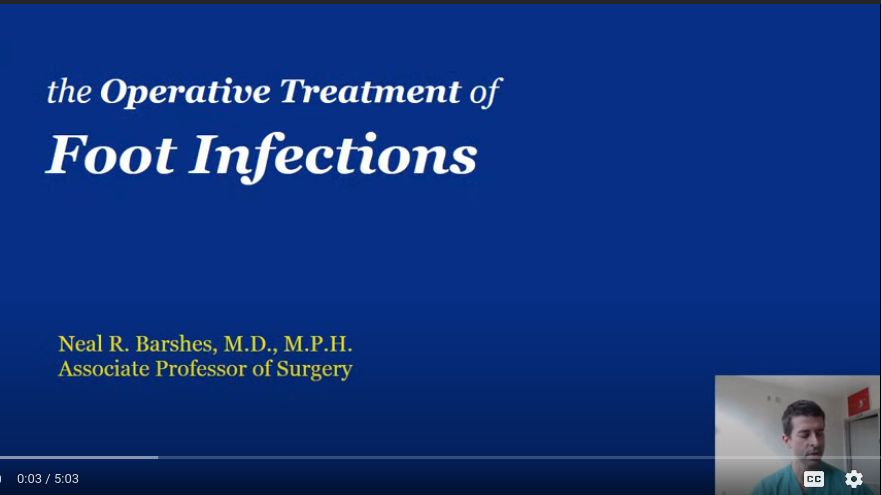 the Operative Treatment of
Foot Infections
Neal R. Barshes, M.D., M.P.H.
Associate Professor of Surgery
0:03 / 5:03
CC